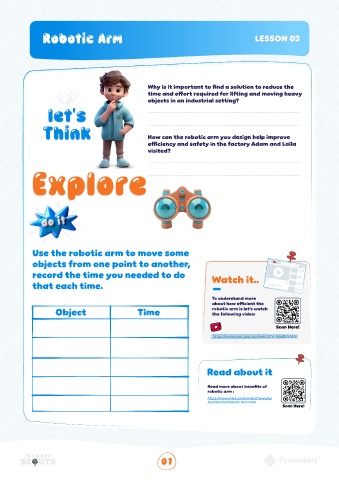 Robotic Arm
LESSON 03
let's
Think
Why is it important to find a solution to reduce the
time and effort required for lifting and moving heavy
objects in an industrial setting?
How can the robotic arm you design help improve
efficiency and safety in the factory Adam and Laila
visited?
Explore
do it
Use the robotic arm to move some
objects from one point to another,
record the time you needed to do
that each time.
Object
Time
Watch it..
To understand more
about how efficient the
robotic arm is let's watch
the following video:
Scan Here!
Read about it
Read more about benefits of
robotic arm :
Scan Here!
SCOUTS
07
Pyramakerz